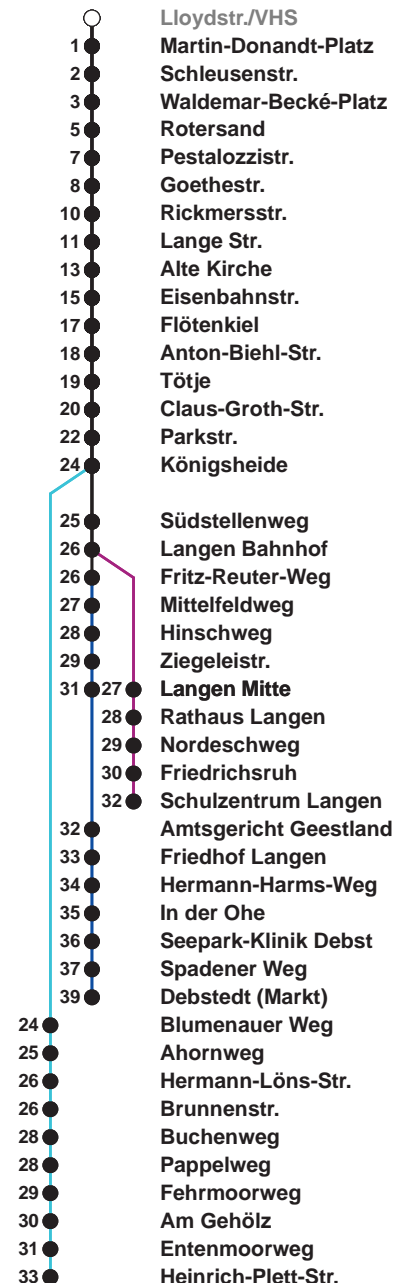 Lloydstr./VHS
1 Martin-Donandt-Platz
2 Schleusenstr.
3 Waldemar-Becké-Platz
5 Rotersand
7 Pestalozzistr.
8 Goethestr.
10 Rickmersstr.
11 Lange Str.
13 Alte Kirche
15 Eisenbahnstr.
17 Flötenkiel
18 Anton-Biehl-Str.
19 Tötje
20 Claus-Groth-Str.
22 Parkstr.
24 Königsheide
25 Südstellenweg
26 Langen Bahnhof
26 Fritz-Reuter-Weg
27 Mittelfeldweg
28 Hinschweg
29 Ziegeleistr.
31 27 Langen Mitte
28 Rathaus Langen
29 Nordeschweg
30 Friedrichsruh
32 Schulzentrum Langen
32 Amtsgericht Geestland
33 Friedhof Langen
34 Hermann-Harms-Weg
35 In der Ohe
36 Seepark-Klinik Debst
37 Spadener Weg
39 Debstedt (Markt)
24 Blumenauer Weg
25 Ahornweg
26 Hermann-Löns-Str.
26 Brunnenstr.
28 Buchenweg
28 Pappelweg
29 Fehrmoorweg
30 Am Gehölz
31 Entenmoorweg
33 Heinrich-Plett-Str.